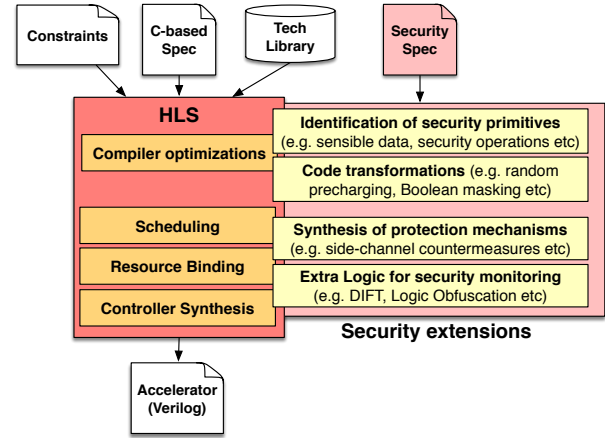 Constraints
C-based
Spec
Tech
Library
Security
Spec
HLS
Compiler optimizations
Scheduling
Resource Binding
Controller Synthesis
Identification of security primitives
(e.g. sensible data, security operations etc)
Code transformations (e.g. random
precharging, Boolean masking etc)
Synthesis of protection mechanisms
(e.g. side-channel countermeasures etc)
Extra Logic for security monitoring
(e.g. DIFT, Logic Obfuscation etc)
Security extensions
Accelerator
(Verilog)